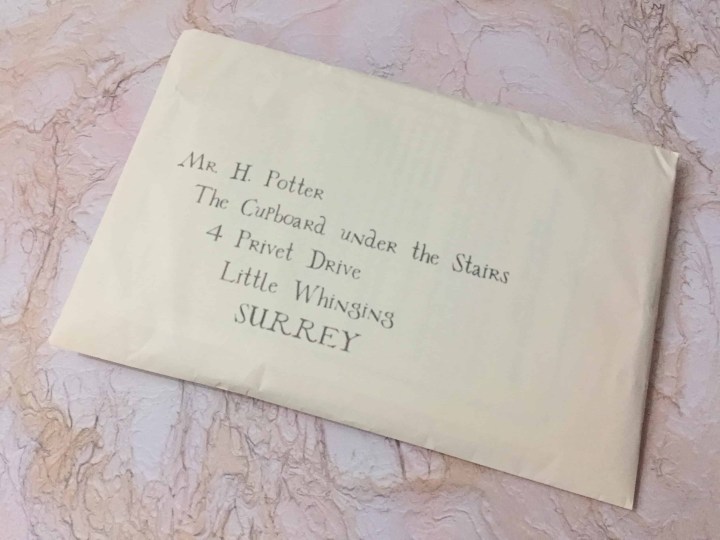 Mr. H. Potter
The Cupboard under the Stairs
4 Privet Drive
Little Whinging
SURREY